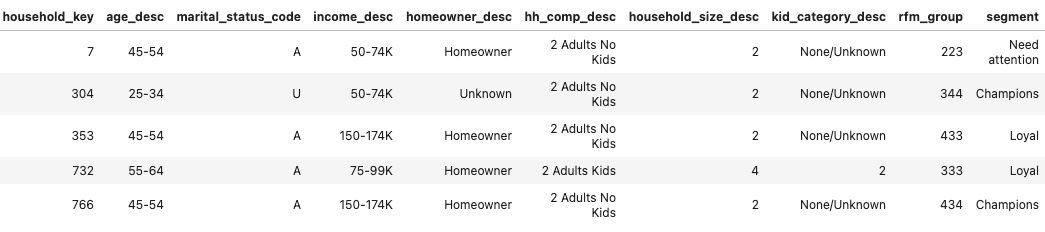 household_key age_desc marital_status_code income_desc homeowner_desc hh_comp_desc household_size_desc kid_category_desc rfm_group segment
7 45-54 A 50-74K Homeowner 2 Adults No Kids 2 None/Unknown 223 Need attention
304 25-34 U 50-74K Unknown 2 Adults No Kids 2 None/Unknown 344 Champions
353 45-54 A 150-174K Homeowner 2 Adults No Kids 2 None/Unknown 433 Loyal
732 55-64 A 75-99K Homeowner 2 Adults Kids 4 2 333 Loyal
766 45-54 A 150-174K Homeowner 2 Adults No Kids 2 None/Unknown 434 Champions